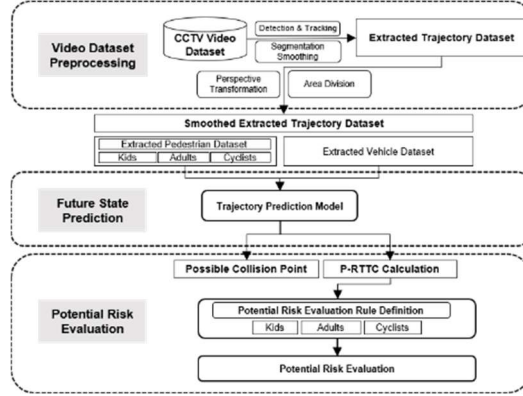 Video Dataset
Preprocessing
CCTV Video
Dataset
Detection & Tracking
Segmentation
Smoothing
Extracted Trajectory Dataset
Perspective
Transformation
Area Division
Smoothed Extracted Trajectory Dataset
Extracted Pedestrian Dataset
Kids
Adults
Cyclists
Extracted Vehicle Dataset
Future State
Prediction
Trajectory Prediction Model
Potential Risk
Evaluation
Possible Collision Point
P-RTTC Calculation
Potential Risk Evaluation Rule Definition
Kids
Adults
Cyclists
Potential Risk Evaluation